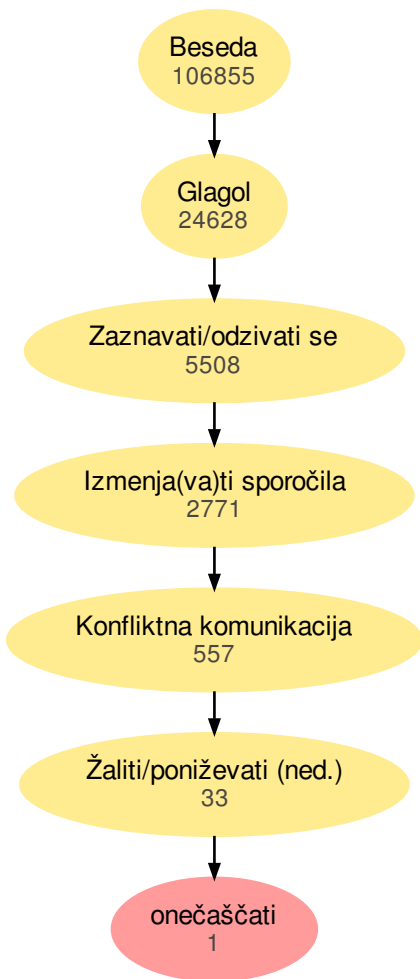 Beseda
106855
Glagol
24628
Zaznavati/odzivati se
5508
Izmenja(va)ti sporočila
2771
Konfliktna komunikacija
557
Žaliti/poniževati (ned.)
33
onečaščati
1